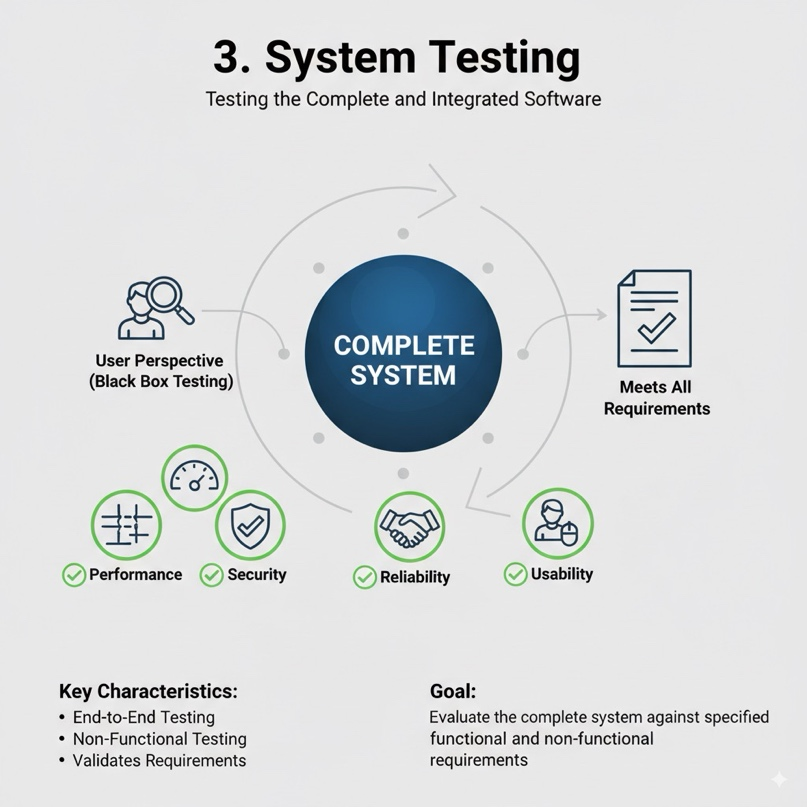 3. System Testing
Testing the Complete and Integrated Software
COMPLETE
SYSTEM
User Perspective
(Black Box Testing)
Meets All
Requirements
Performance
Security
Reliability
Usability
Key Characteristics:
• End-to-End Testing
• Non-Functional Testing
• Validates Requirements
Goal:
Evaluate the complete system against specified
functional and non-functional
requirements